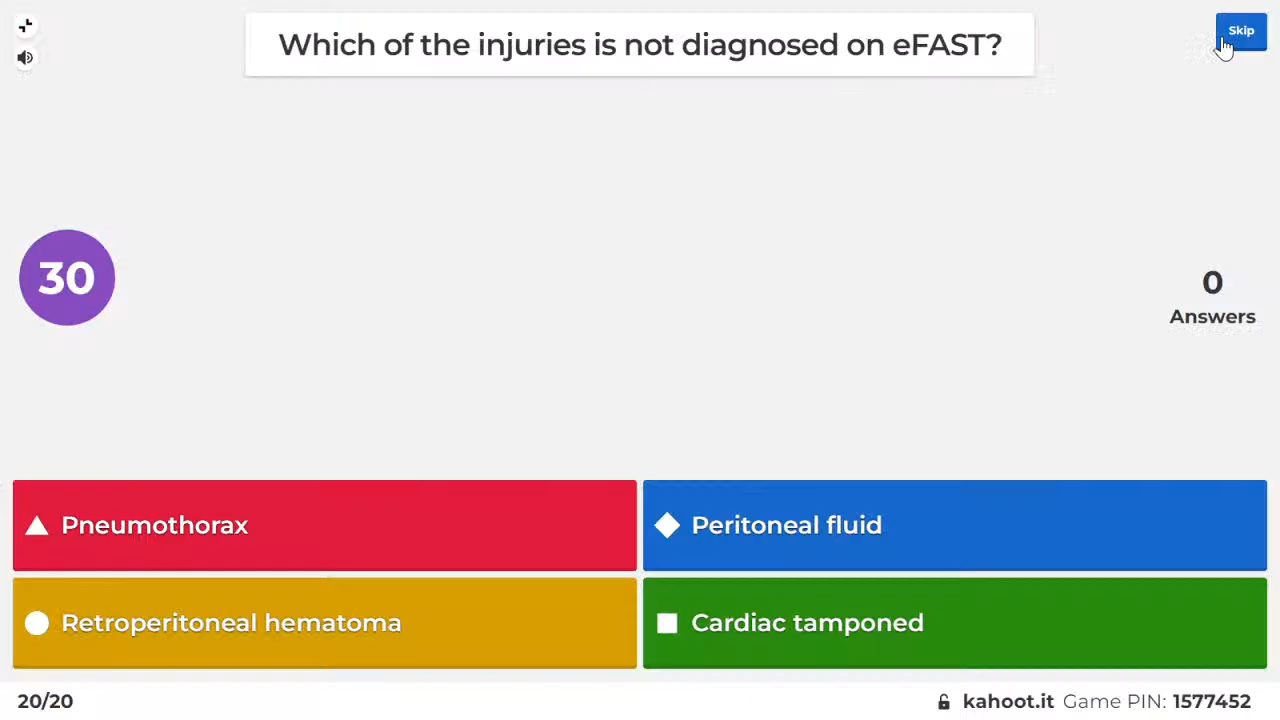 Which of the injuries is not diagnosed on eFAST?
Skip
30
0
Answers
Pneumothorax
Peritoneal fluid
Retroperitoneal hematoma
Cardiac tamponed
20/20
kahoot.it Game PIN: 1577452